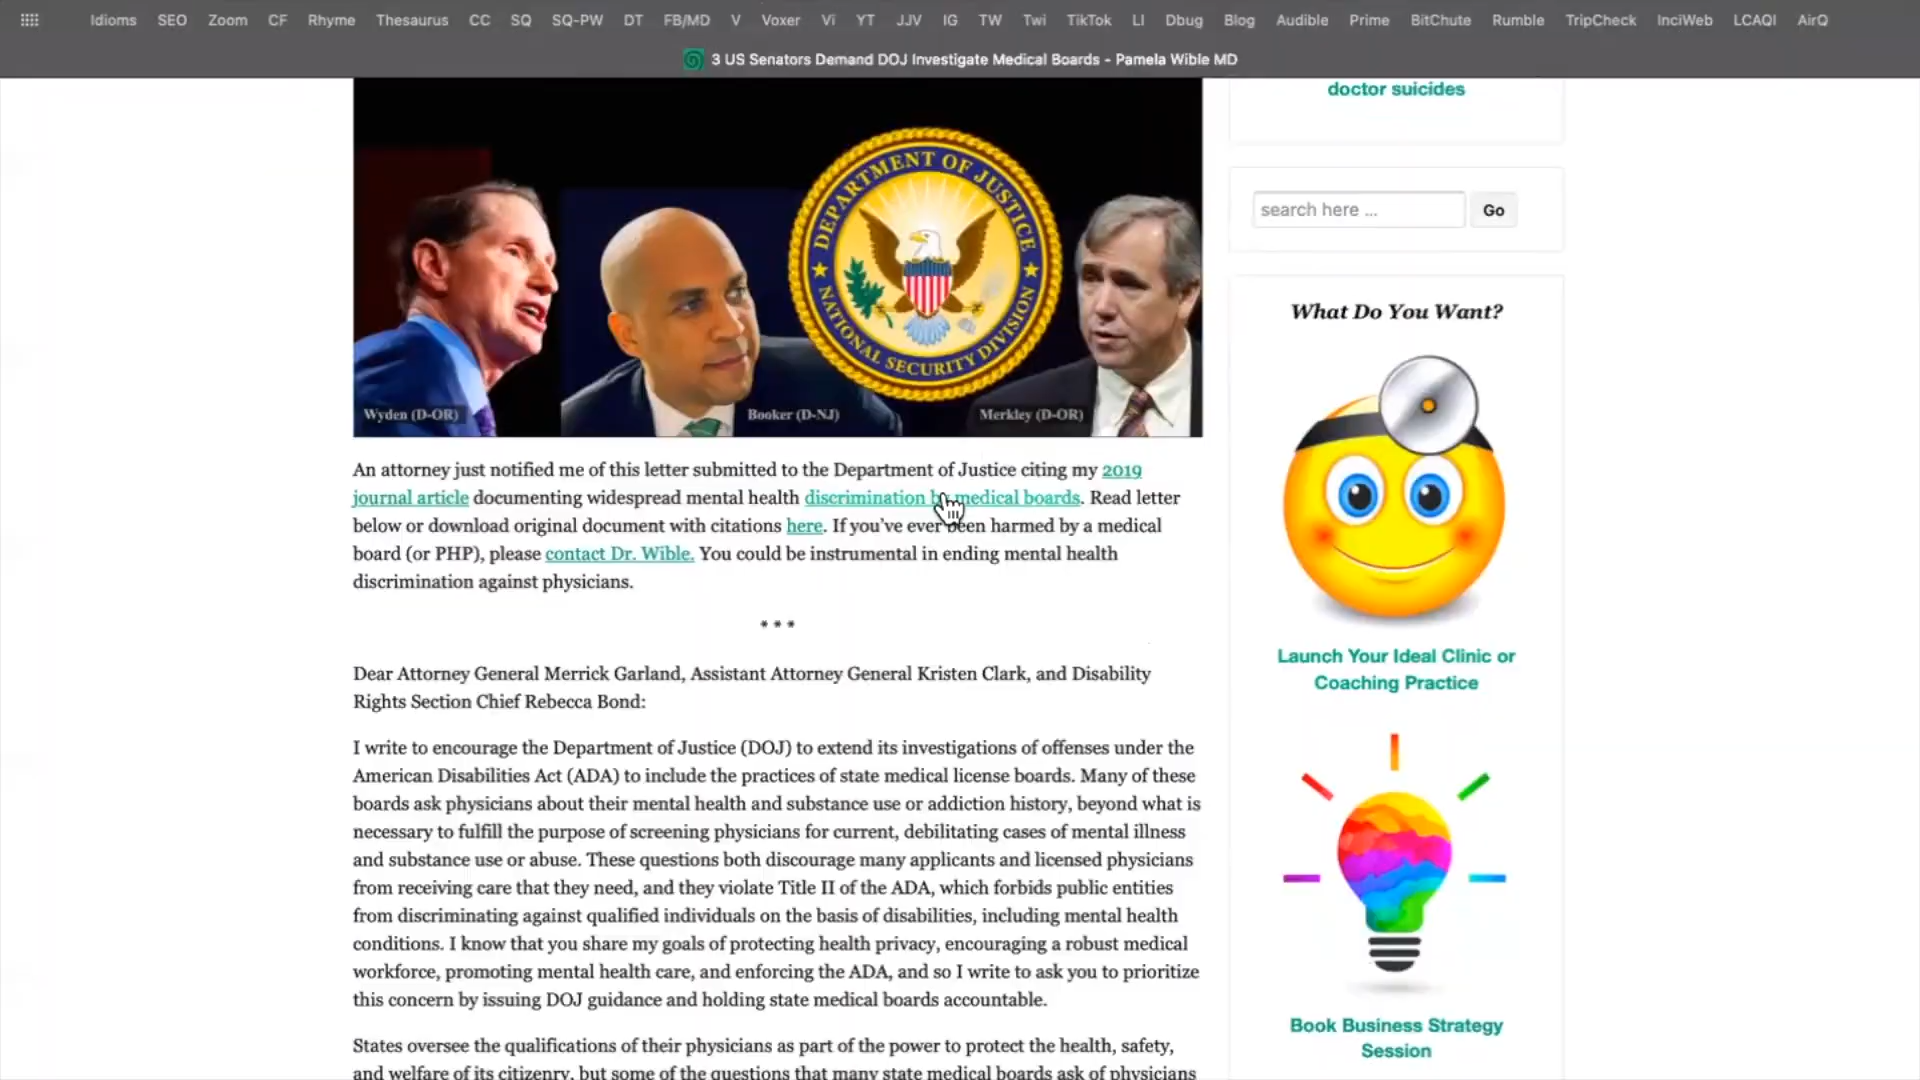 Idioms SEO Zoom CF Rhyme Thesaurus CC SQ SQ-PW DT FB/MD V Voxer Vi YT JJV IG TW Twi TikTok LI Dbug Blog Audible Prime BitChute Rumble TripCheck InciWeb LCAQI AirQ
3 US Senators Demand DOJ Investigate Medical Boards - Pamela Wible MD
DEPARTMENT OF JUSTICE
NATIONAL SECURITY DIVISION
Wyden (D-OR)
Booker (D-NJ)
Merkley (D-OR)
An attorney just notified me of this letter submitted to the Department of Justice citing my 2019
journal article documenting widespread mental health discrimination by medical boards. Read letter
below or download original document with citations here. If you’ve ever been harmed by a medical
board (or PHP), please contact Dr. Wible. You could be instrumental in ending mental health
discrimination against physicians.
* * *
Dear Attorney General Merrick Garland, Assistant Attorney General Kristen Clark, and Disability
Rights Section Chief Rebecca Bond:
I write to encourage the Department of Justice (DOJ) to extend its investigations of offenses under the
American Disabilities Act (ADA) to include the practices of state medical license boards. Many of these
boards ask physicians about their mental health and substance use or addiction history, beyond what is
necessary to fulfill the purpose of screening physicians for current, debilitating cases of mental illness
and substance use or abuse. These questions both discourage many applicants and licensed physicians
from receiving care that they need, and they violate Title II of the ADA, which forbids public entities
from discriminating against qualified individuals on the basis of disabilities, including mental health
conditions. I know that you share my goals of protecting health privacy, encouraging a robust medical
workforce, promoting mental health care, and enforcing the ADA, and so I write to ask you to prioritize
this concern by issuing DOJ guidance and holding state medical boards accountable.
States oversee the qualifications of their physicians as part of the power to protect the health, safety,
and welfare of its citizenry, but some of the questions that many state medical boards ask of physicians
doctor suicides
search here ...
Go
What Do You Want?
Launch Your Ideal Clinic or
Coaching Practice
Book Business Strategy
Session